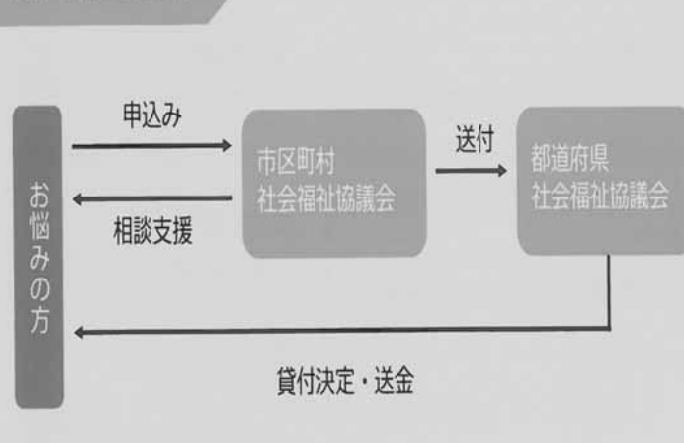 申込み
市区町村
社会福祉協議会
送付
都道府県
社会福祉協議会
お悩みの方
相談支援
貸付決定・送金